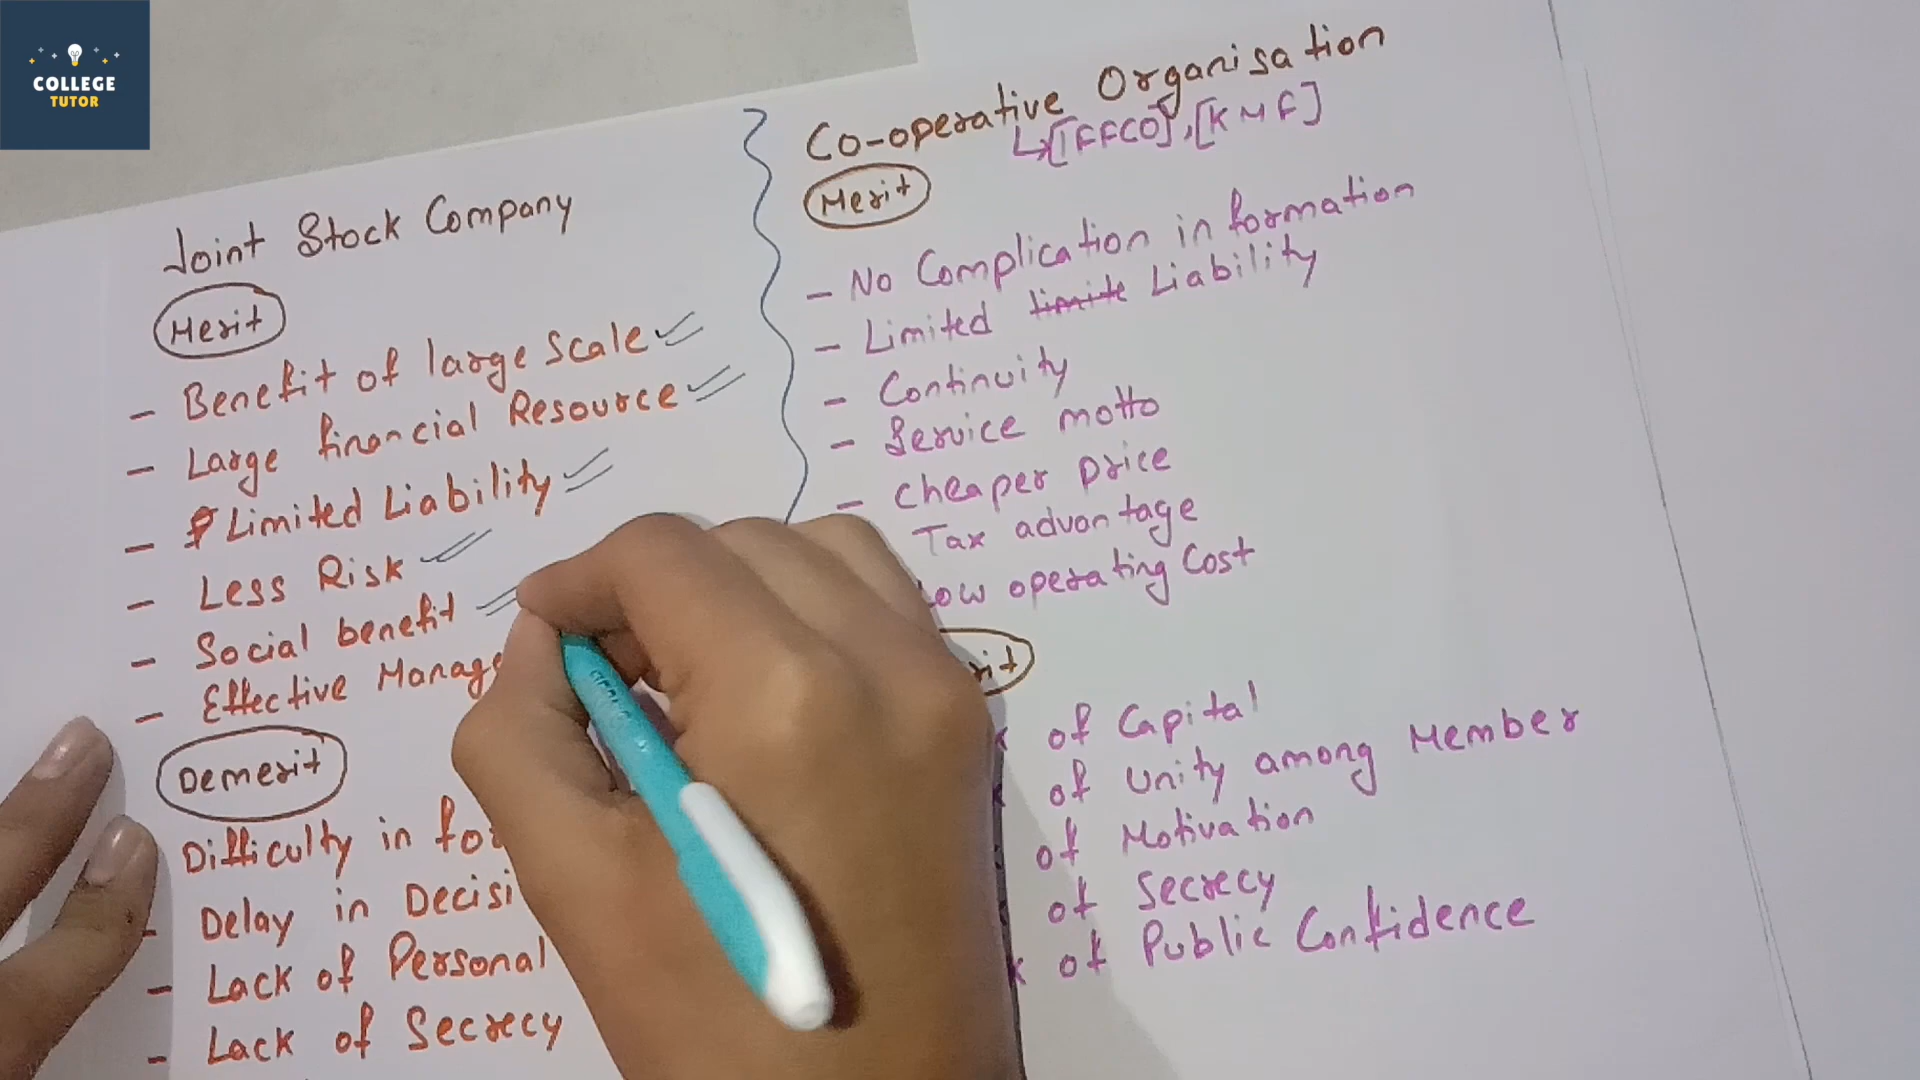 COLLEGE
TUTOR
Joint Stock Company
Merit
- Benefit of large Scale
- Large financial Resource
- Limited Liability
- Less Risk
- Social benefit
- Effective
Demerit
Difficulty in
- Delay in
- Lack of Personal
- Lack of Secrecy
Co-operative Organisation
[IFFCO], [KMF]
Merit
- No Complication in formation
- Limited limite Liability
- Continuity
- Service motto
- Cheaper Price
Tax advantage
Low operating Cost
of Capital
of Unity among Member
of Motivation
of Secrecy
of Public Confidence